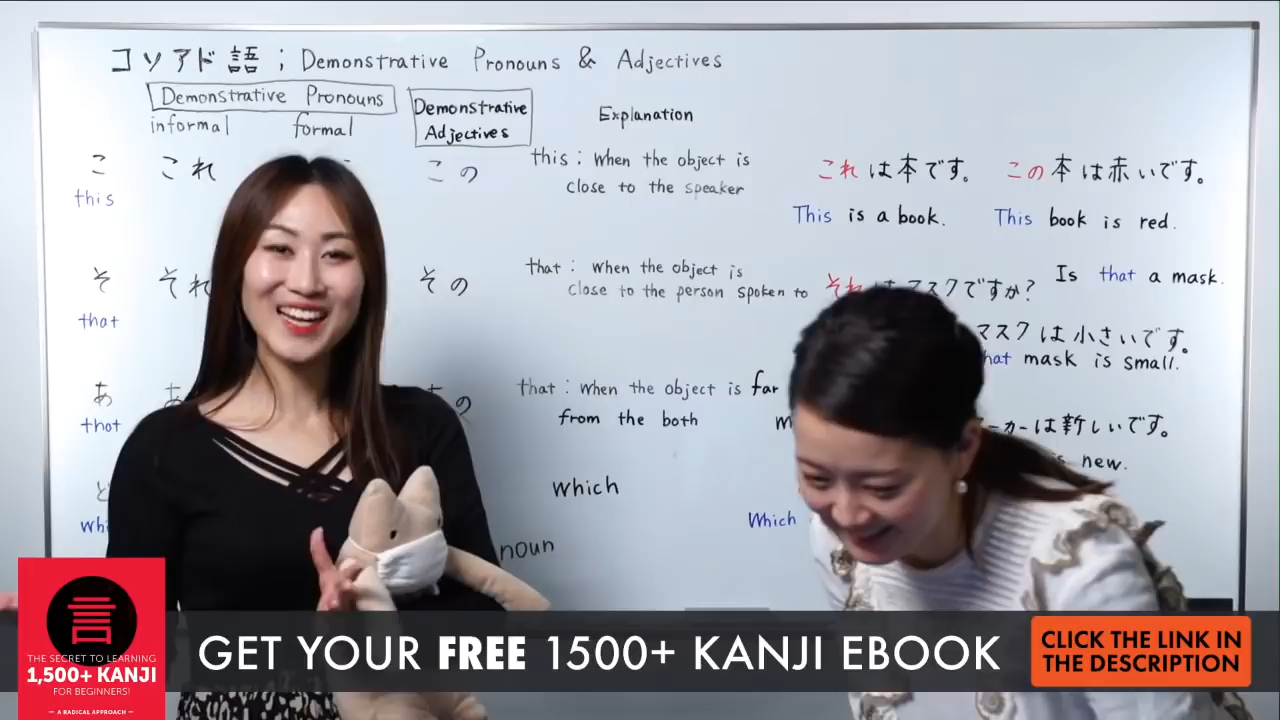 コソアド語 ; Demonstrative Pronouns & Adjectives
Demonstrative Pronouns
Demonstrative
Adjectives
Explanation
informal formal
こ これ この
this
this : When the object is
close to the speaker
これは本です。 この本は赤いです。
This is a book. This book is red.
そ それ その
that
that : When the object is
close to the person spoken to
それはマスクですか? Is that a mask.
マスクは小さいです。
mask is small.
あ
that
that : When the object is far
from the both
ーカーは新しいです。
new.
which
Which
noun
言
THE SECRET TO LEARNING
1,500+ KANJI
FOR BEGINNERS!
— A RADICAL APPROACH —
GET YOUR FREE 1500+ KANJI EBOOK
CLICK THE LINK IN
THE DESCRIPTION